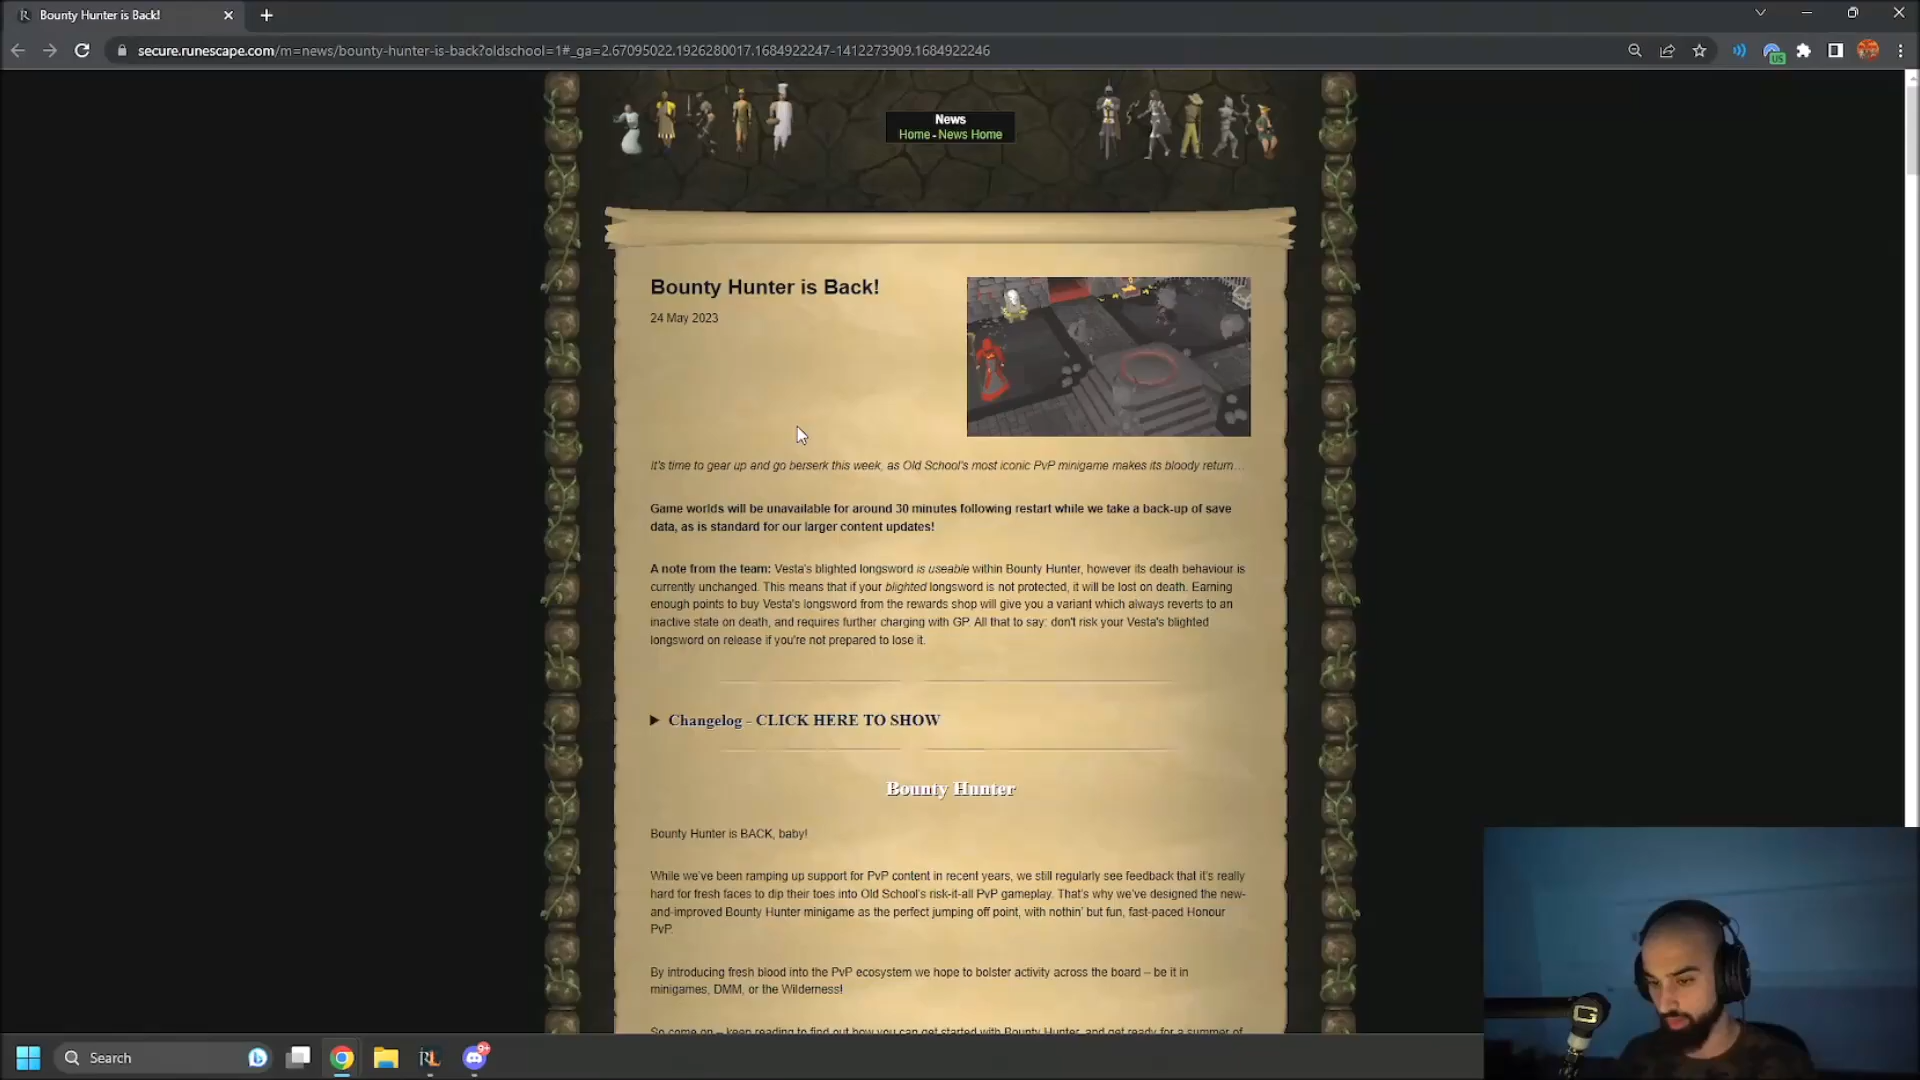 Bounty Hunter is Back!
secure.runescape.com/m=news/bounty-hunter-is-back?oldschool=1#_ga=2.67095022.1926280017.1684922247-1412273909.1684922246
US
News
Home - News Home
Bounty Hunter is Back!
24 May 2023
It's time to gear up and go berserk this week, as Old School's most iconic PvP minigame makes its bloody return...
Game worlds will be unavailable for around 30 minutes following restart while we take a back-up of save
data, as is standard for our larger content updates!
A note from the team: Vesta's blighted longsword is useable within Bounty Hunter, however its death behaviour is
currently unchanged. This means that if your blighted longsword is not protected, it will be lost on death. Earning
enough points to buy Vesta's longsword from the rewards shop will give you a variant which always reverts to an
inactive state on death, and requires further charging with GP. All that to say: don't risk your Vesta's blighted
longsword on release if you're not prepared to lose it.
Changelog - CLICK HERE TO SHOW
Bounty Hunter
Bounty Hunter is BACK, baby!
While we've been ramping up support for PvP content in recent years, we still regularly see feedback that it's really
hard for fresh faces to dip their toes into Old School's risk-it-all PvP gameplay. That's why we've designed the new-
and-improved Bounty Hunter minigame as the perfect jumping off point, with nothin' but fun, fast-paced Honour
PvP.
By introducing fresh blood into the PvP ecosystem we hope to bolster activity across the board – be it in
minigames, DMM, or the Wilderness!
So come on – keep reading to find out how you can get started with Bounty Hunter, and get ready for a summer of
Search
9+